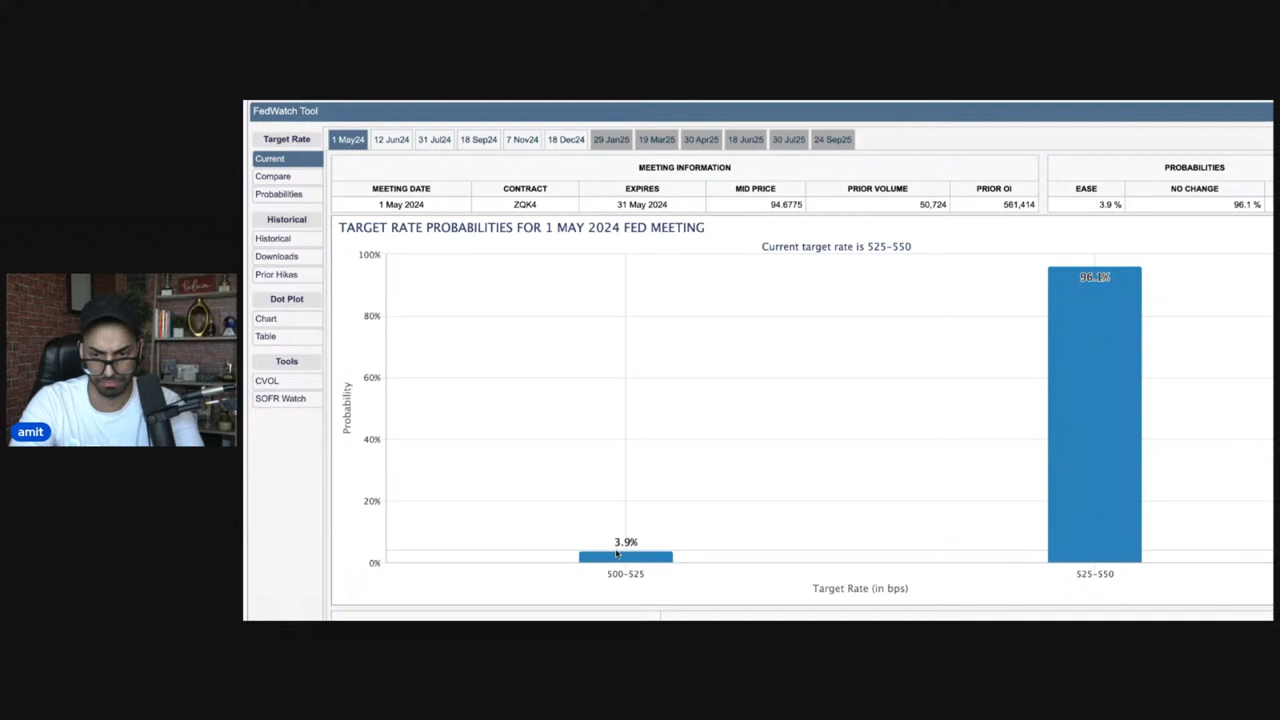 FedWatch Tool
Target Rate
Current
Compare
Probabilities
Historical
Historical
Downloads
Prior Hikes
Dot Plot
Chart
Table
Tools
CVOL
SOFR Watch
1 May24 12 Jun24 31 Jul24 18 Sep24 7 Nov24 18 Dec24 29 Jan25 19 Mar25 30 Apr25 18 Jun25 30 Jul25 24 Sep25
MEETING INFORMATION
MEETING DATE CONTRACT EXPIRES MID PRICE PRIOR VOLUME PRIOR OI
1 May 2024 ZQK4 31 May 2024 94.6775 50,724 561,414
PROBABILITIES
EASE NO CHANGE
3.9 % 96.1 %
TARGET RATE PROBABILITIES FOR 1 MAY 2024 FED MEETING
Current target rate is 525-550
Probability
100%
80%
60%
40%
20%
0%
3.9%
96.1%
500-525 525-550
Target Rate (in bps)
amit